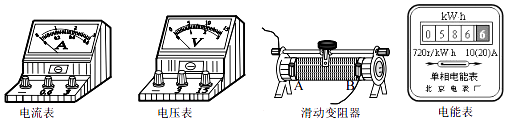 A
- 0.6 3
电流表
V
- 3 15
电压表
A B
滑动变阻器
kW h
0 5 8 6 6
720r/kW h 10(20)A
单相电能表
北京电表厂
电能表